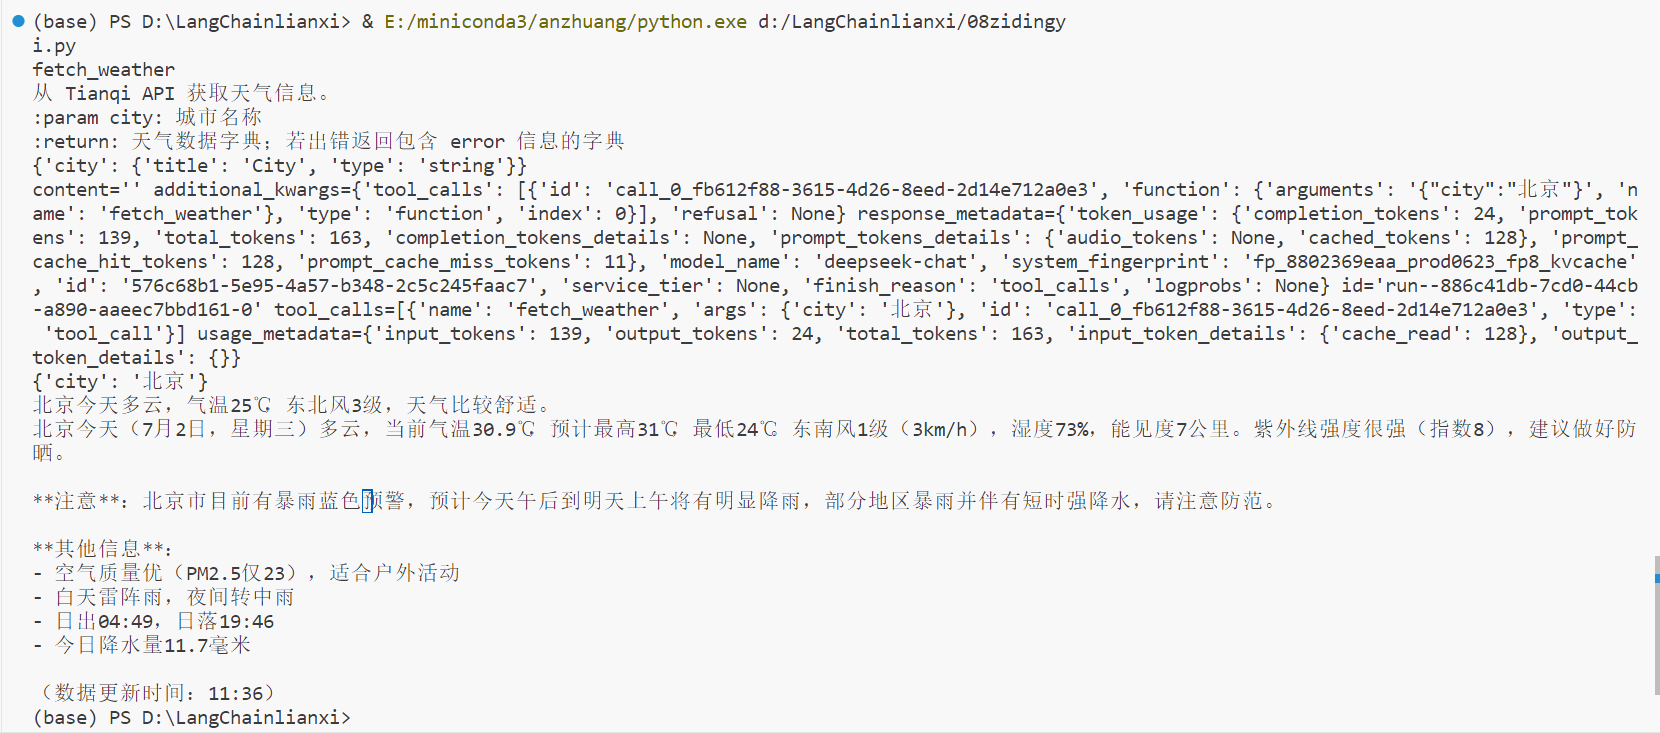 (base) PS D:\LangChainlianxi> & E:/miniconda3/anzhuang/python.exe d:/LangChainlianxi/08zidingy
i.py
fetch_weather
从 Tianqi API 获取天气信息。
:param city: 城市名称
:return: 天气数据字典；若出错返回包含 error 信息的字典
{'city': {'title': 'City', 'type': 'string'}}
content='' additional_kwargs={'tool_calls': [{'id': 'call_0_fb612f88-3615-4d26-8eed-2d14e712a0e3', 'function': {'arguments': '{"city":"北京"}', 'n
ame': 'fetch_weather'}, 'type': 'function', 'index': 0}], 'refusal': None} response_metadata={'token_usage': {'completion_tokens': 24, 'prompt_tok
ens': 139, 'total_tokens': 163, 'completion_tokens_details': None, 'prompt_tokens_details': {'audio_tokens': None, 'cached_tokens': 128}, 'prompt_
cache_hit_tokens': 128, 'prompt_cache_miss_tokens': 11}, 'model_name': 'deepseek-chat', 'system_fingerprint': 'fp_8802369eaa_prod0623_fp8_kvcache'
, 'id': '576c68b1-5e95-4a57-b348-2c5c245faac7', 'service_tier': None, 'finish_reason': 'tool_calls', 'logprobs': None} id='run--886c41db-7cd0-44cb
-a890-aaeec7bbd161-0' tool_calls=[{'name': 'fetch_weather', 'args': {'city': '北京'}, 'id': 'call_0_fb612f88-3615-4d26-8eed-2d14e712a0e3', 'type':
'tool_call'}] usage_metadata={'input_tokens': 139, 'output_tokens': 24, 'total_tokens': 163, 'input_token_details': {'cache_read': 128}, 'output_
token_details': {}}
{'city': '北京'}
北京今天多云，气温25℃ 东北风3级，天气比较舒适。
北京今天（7月2日，星期三）多云，当前气温30.9℃ 预计最高31℃ 最低24℃ 东南风1级（3km/h），湿度73%，能见度7公里。紫外线强度很强（指数8），建议做好防
晒。
**注意**：北京市目前有暴雨蓝色预警，预计今天午后到明天上午将有明显降雨，部分地区暴雨并伴有短时强降水，请注意防范。
**其他信息**：
- 空气质量优（PM2.5仅23），适合户外活动
- 白天雷阵雨，夜间转中雨
- 日出04:49，日落19:46
- 今日降水量11.7毫米
（数据更新时间：11:36）
(base) PS D:\LangChainlianxi>